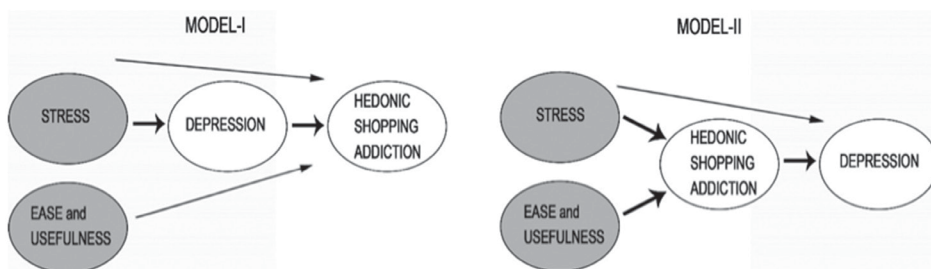 MODEL-I
STRESS
DEPRESSION
HEDONIC
SHOPPING
ADDICTION
EASE and
USEFULNESS
MODEL-II
STRESS
HEDONIC
SHOPPING
ADDICTION
DEPRESSION
EASE and
USEFULNESS